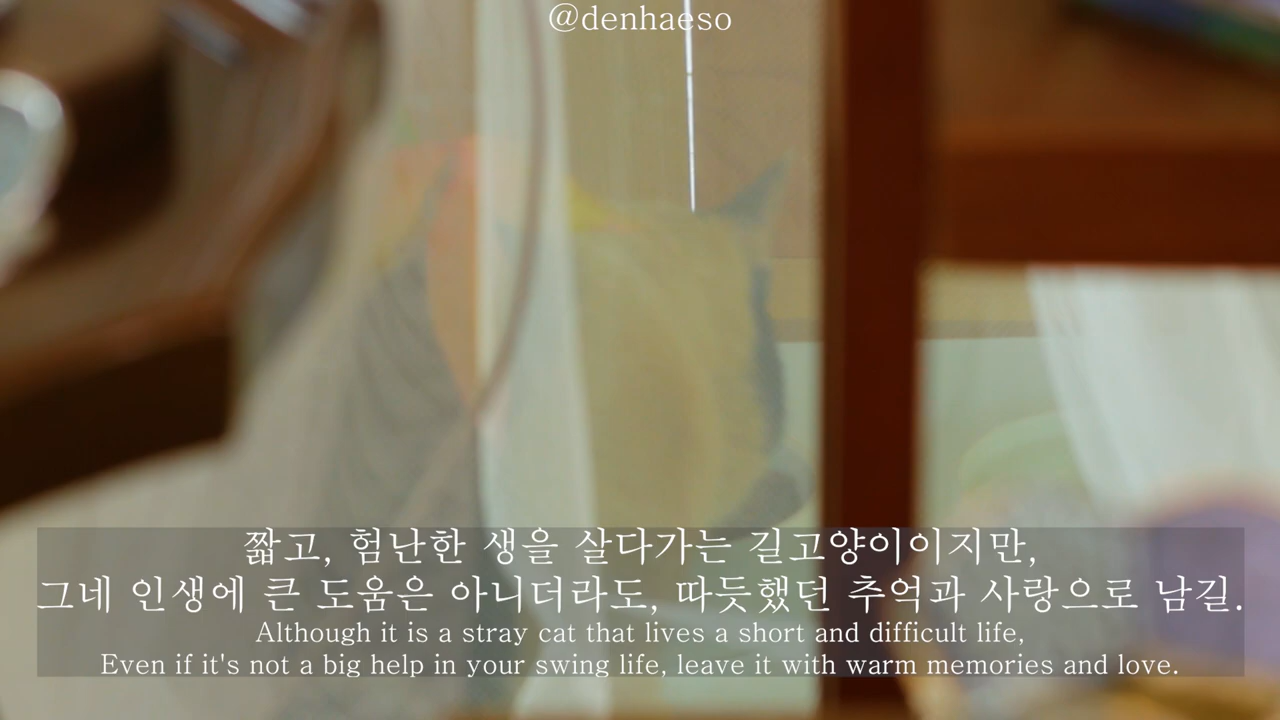 @denhaeso
짧고, 험난한 생을 살다가는 길고양이이지만,
그네 인생에 큰 도움은 아니더라도, 따듯했던 추억과 사랑으로 남길.
Although it is a stray cat that lives a short and difficult life,
Even if it's not a big help in your swing life, leave it with warm memories and love.